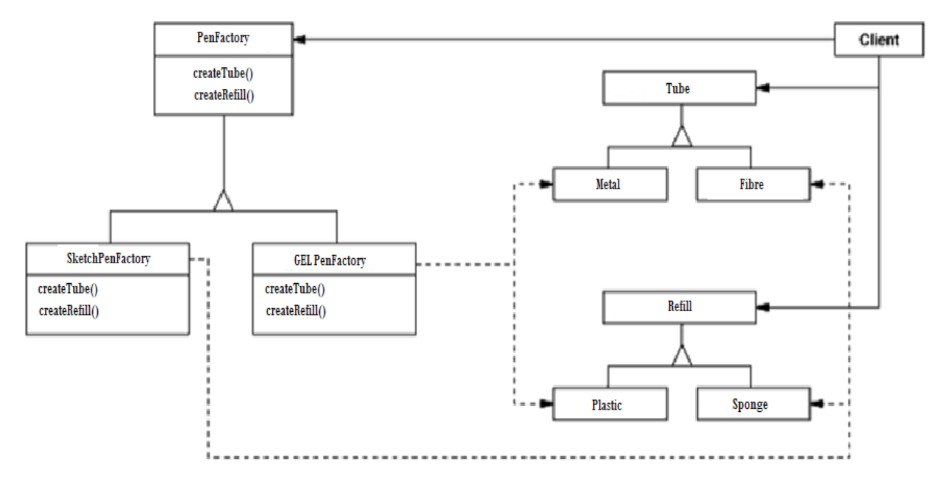 PenFactory
createTube()
createRefill()
Client
Tube
Metal
Fibre
SketchPenFactory
createTube()
createRefill()
GEL PenFactory
createTube()
createRefill()
Refill
Plastic
Sponge